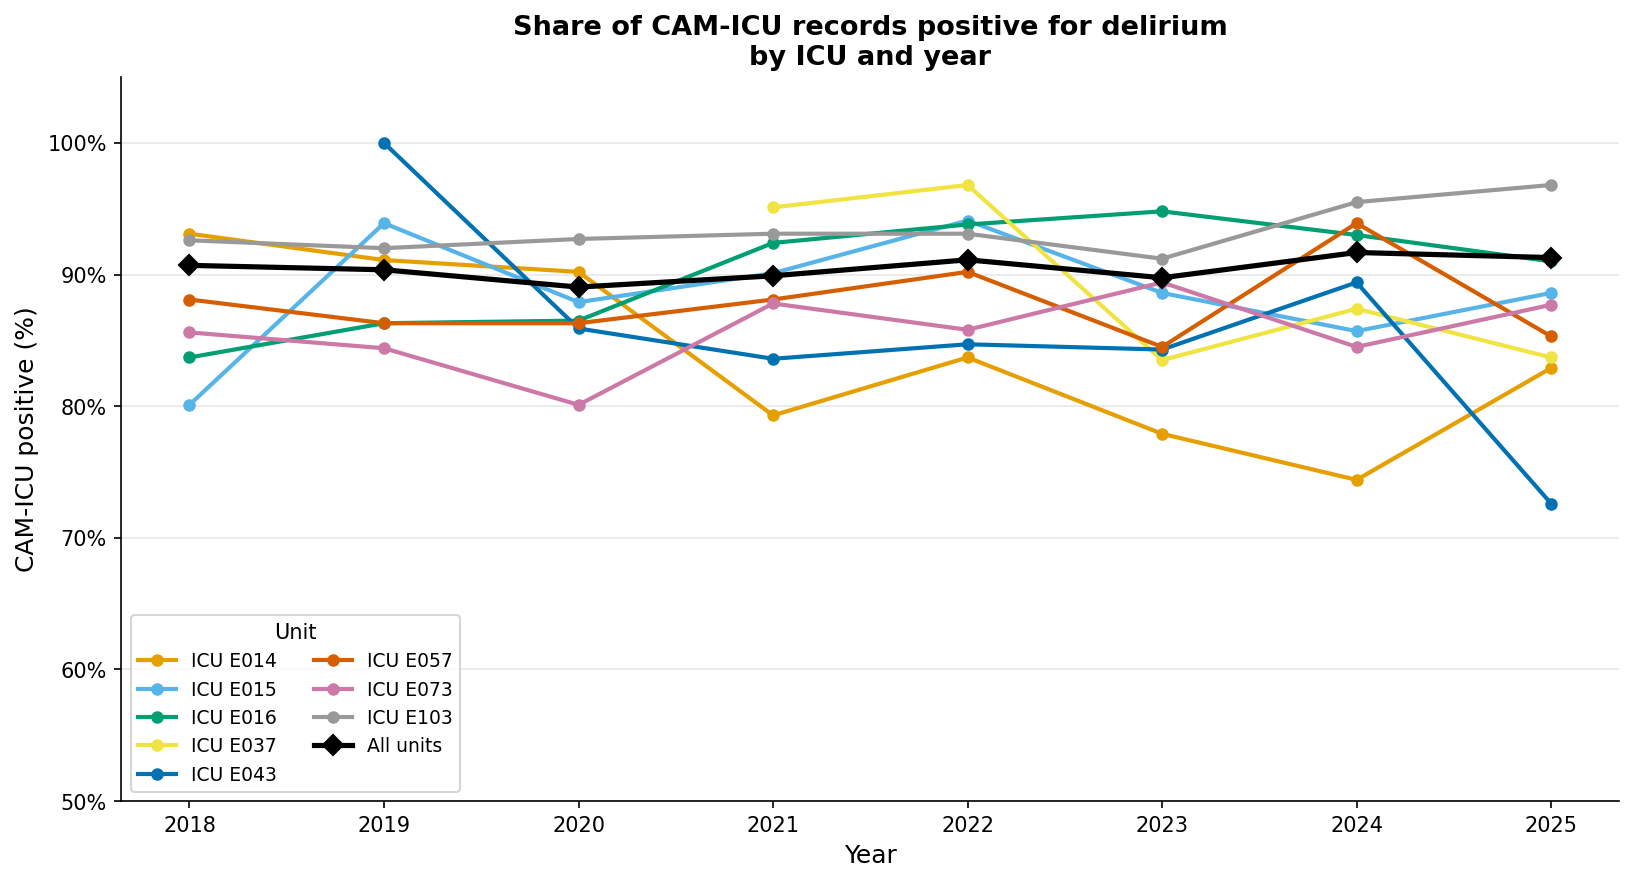 Share of CAM-ICU records positive for delirium
by ICU and year
CAM-ICU positive (%)
100%
90%
80%
70%
60%
50%
Unit
ICU E014
ICU E015
ICU E016
ICU E037
ICU E043
ICU E057
ICU E073
ICU E103
All units
2018 2019 2020 2021 2022 2023 2024 2025
Year